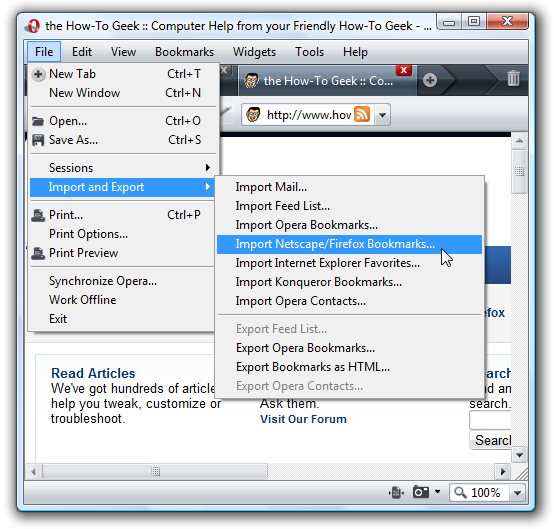 the How-To Geek :: Computer Help from your Friendly How-To Geek - ...
File Edit View Bookmarks Widgets Tools Help
New Tab Ctrl+T
New Window Ctrl+N
Open... Ctrl+O
Save As... Ctrl+S
Sessions
Import and Export
Print... Ctrl+P
Print Options...
Print Preview
Synchronize Opera...
Work Offline
Exit
the How-To Geek :: Co...
http://www.how
Import Mail...
Import Feed List...
Import Opera Bookmarks...
Import Netscape/Firefox Bookmarks...
Import Internet Explorer Favorites...
Import Konqueror Bookmarks...
Import Opera Contacts...
Export Feed List...
Export Opera Bookmarks...
Export Bookmarks as HTML...
Export Opera Contacts...
efox
Read Articles
We've got hundreds of article
help you tweak, customize or
troubleshoot.
Ask them.
Visit Our Forum
earc
nd an
search.
Search
100%